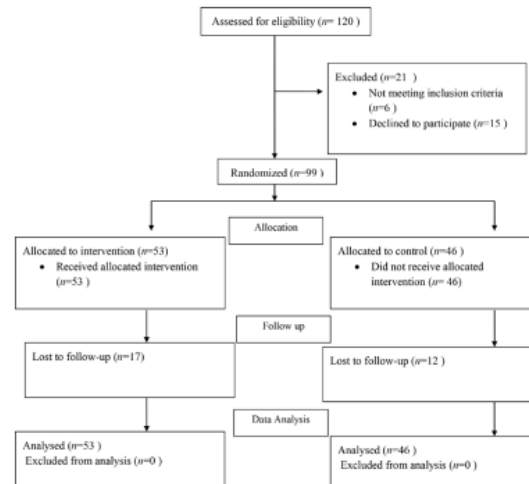 Assessed for eligibility (n= 120 )
Excluded (n=21 )
• Not meeting inclusion criteria
(n=6 )
• Declined to participate (n=15 )
Randomized (n=99 )
Allocation
Allocated to intervention (n=53)
• Received allocated intervention
(n=53 )
Allocated to control (n=46 )
• Did not receive allocated
intervention (n= 46)
Follow up
Lost to follow-up (n=17)
Lost to follow-up (n=12 )
Data Analysis
Analysed (n=53 )
Excluded from analysis (n=0 )
Analysed (n=46 )
Excluded from analysis (n=0 )